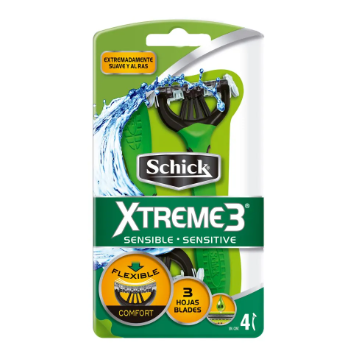 EXTREMADAMENTE
SUAVE Y AL RAS
Schick
XTREME3
SENSIBLE • SENSITIVE
FLEXIBLE
COMFORT
3
HOJAS
BLADES
4